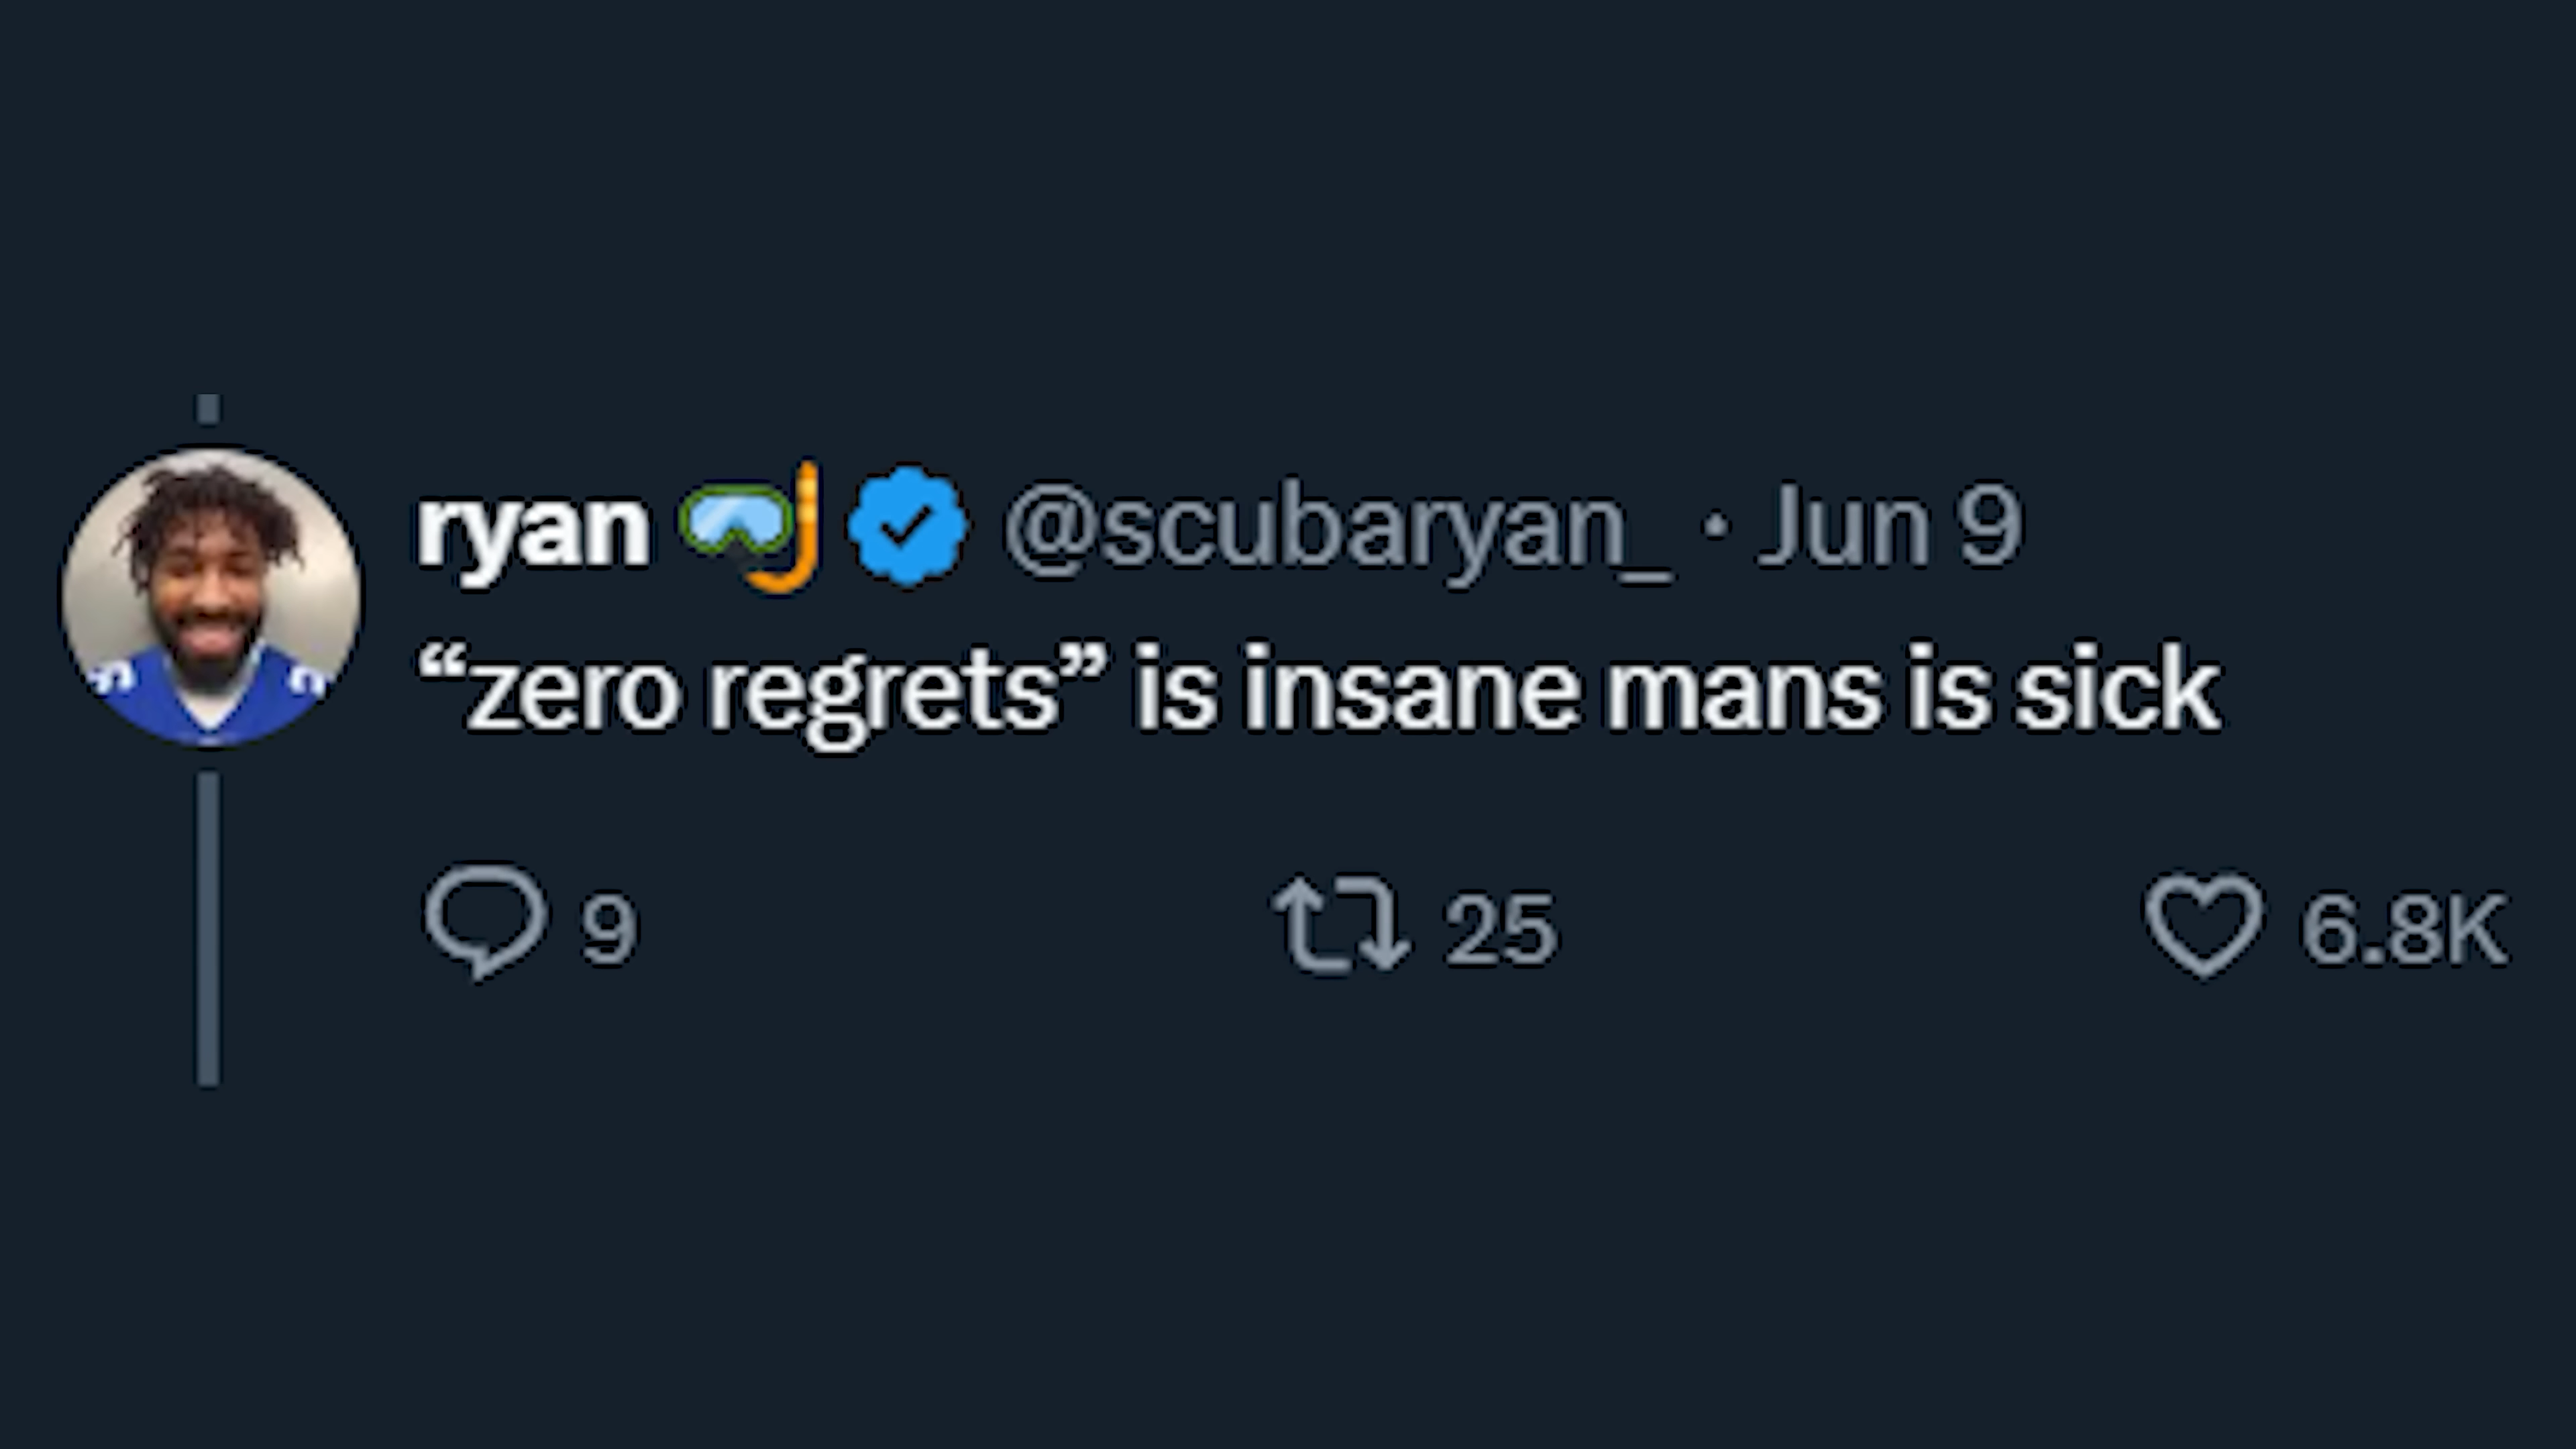 ryan 🤿 @scubaryan_ · Jun 9
“zero regrets” is insane mans is sick
9 25 6.8K